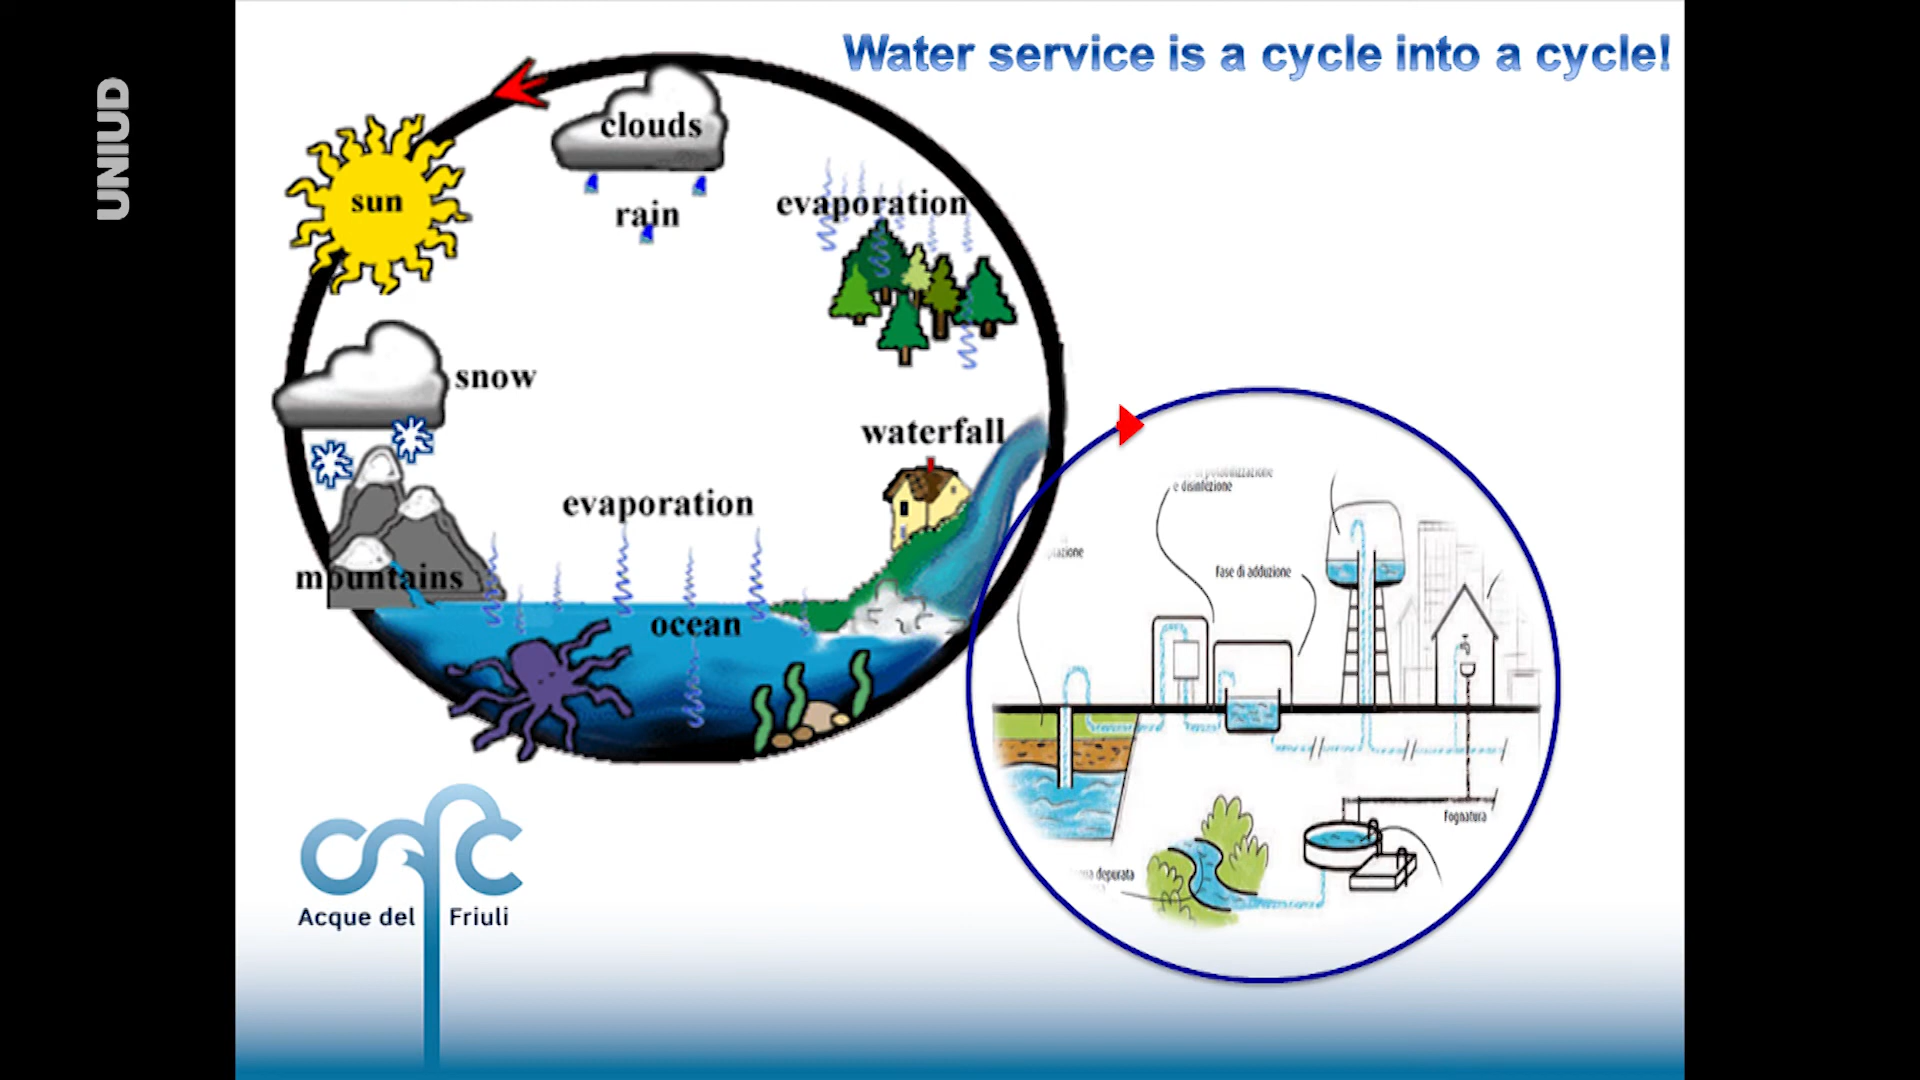 UNIUD
Water service is a cycle into a cycle!
clouds
sun
rain
evaporation
snow
waterfall
evaporation
mountains
ocean
e disinfezione
fase di adduzione
fognatura
depurata
Acque del Friuli